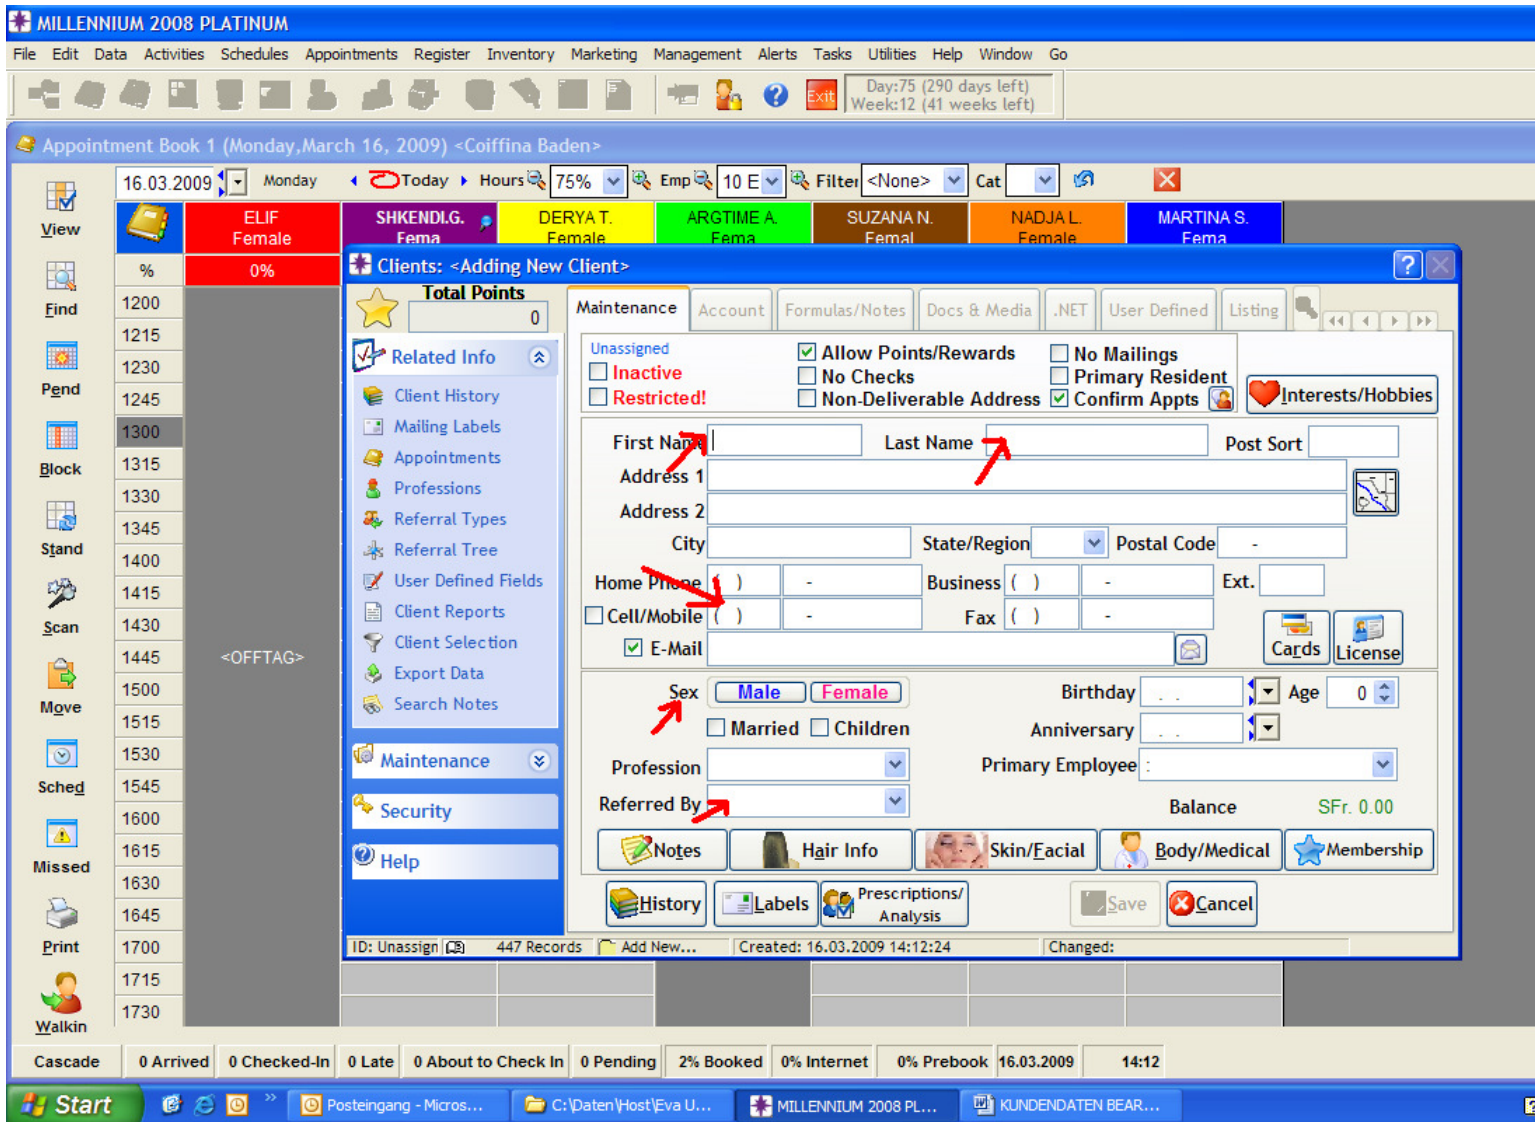 MILLENNIUM 2008 PLATINUM
File Edit Data Activities Schedules Appointments Register Inventory Marketing Management Alerts Tasks Utilities Help Window Go
Exit
Day:75 (290 days left)
Week:12 (41 weeks left)
Appointment Book 1 (Monday,March 16, 2009) <Coiffina Baden>
16.03.2009 Monday Today Hours 75% Emp 10 E Filter <None> Cat
ELIF SHKENDI.G. DERYA T. ARGTIME A. SUZANA N. NADJA L. MARTINA S.
Female Fema Female Fema Femal Female Fema
% 0%
View
Find
Pend
Block
Stand
Scan
Move
Sched
Missed
Print
Walkin
1200
1215
1230
1245
1300
1315
1330
1345
1400
1415
1430
1445
1500
1515
1530
1545
1600
1615
1630
1645
1700
1715
1730
<OFFTAG>
Clients: <Adding New Client>
?
Total Points
0
Related Info
Client History
Mailing Labels
Appointments
Professions
Referral Types
Referral Tree
User Defined Fields
Client Reports
Client Selection
Export Data
Search Notes
Maintenance
Security
Help
Maintenance Account Formulas/Notes Docs & Media .NET User Defined Listing
Unassigned
Inactive
Restricted!
Allow Points/Rewards
No Checks
Non-Deliverable Address
No Mailings
Primary Resident
Confirm Appts
Interests/Hobbies
First Name Last Name Post Sort
Address 1
Address 2
City State/Region Postal Code -
Home Phone ( ) - Business ( ) - Ext.
Cell/Mobile ( ) - Fax ( ) -
E-Mail
Cards License
Sex Male Female Birthday . . Age 0
Married Children Anniversary . .
Profession Primary Employee :
Referred By Balance SFr. 0.00
Notes Hair Info Skin/Facial Body/Medical Membership
History Labels Prescriptions/
Analysis
Save Cancel
ID: Unassign 447 Records Add New... Created: 16.03.2009 14:12:24 Changed:
Cascade 0 Arrived 0 Checked-In 0 Late 0 About to Check In 0 Pending 2% Booked 0% Internet 0% Prebook 16.03.2009 14:12
Start » Posteingang - Micros... C:\Daten\Host\Eva U... MILLENNIUM 2008 PL... KUNDENDATEN BEAR...